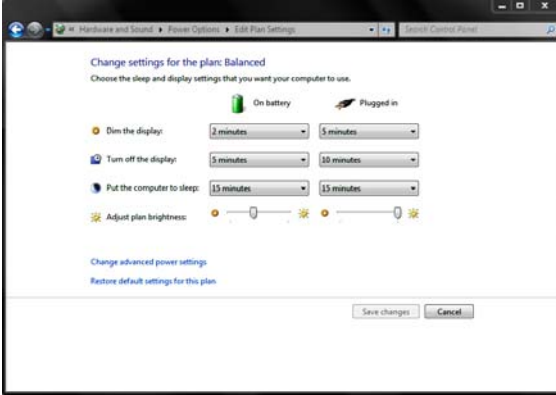 Hardware and Sound ▸ Power Options ▸ Edit Plan Settings
Search Control Panel
Change settings for the plan: Balanced
Choose the sleep and display settings that you want your computer to use.
On battery Plugged in
Dim the display: 2 minutes 5 minutes
Turn off the display: 5 minutes 10 minutes
Put the computer to sleep: 15 minutes 15 minutes
Adjust plan brightness:
Change advanced power settings
Restore default settings for this plan
Save changes Cancel